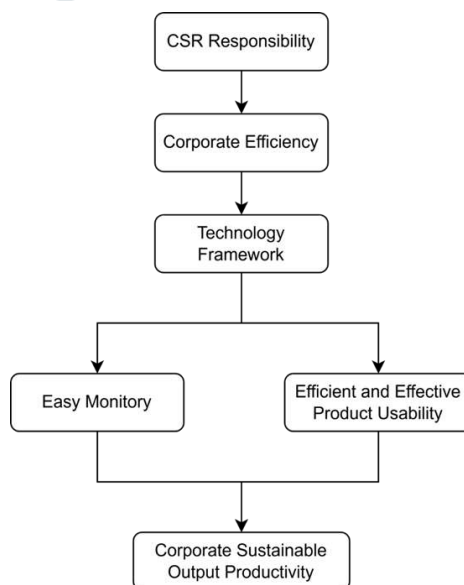 CSR Responsibility
Corporate Efficiency
Technology
Framework
Easy Monitory
Efficient and Effective
Product Usability
Corporate Sustainable
Output Productivity